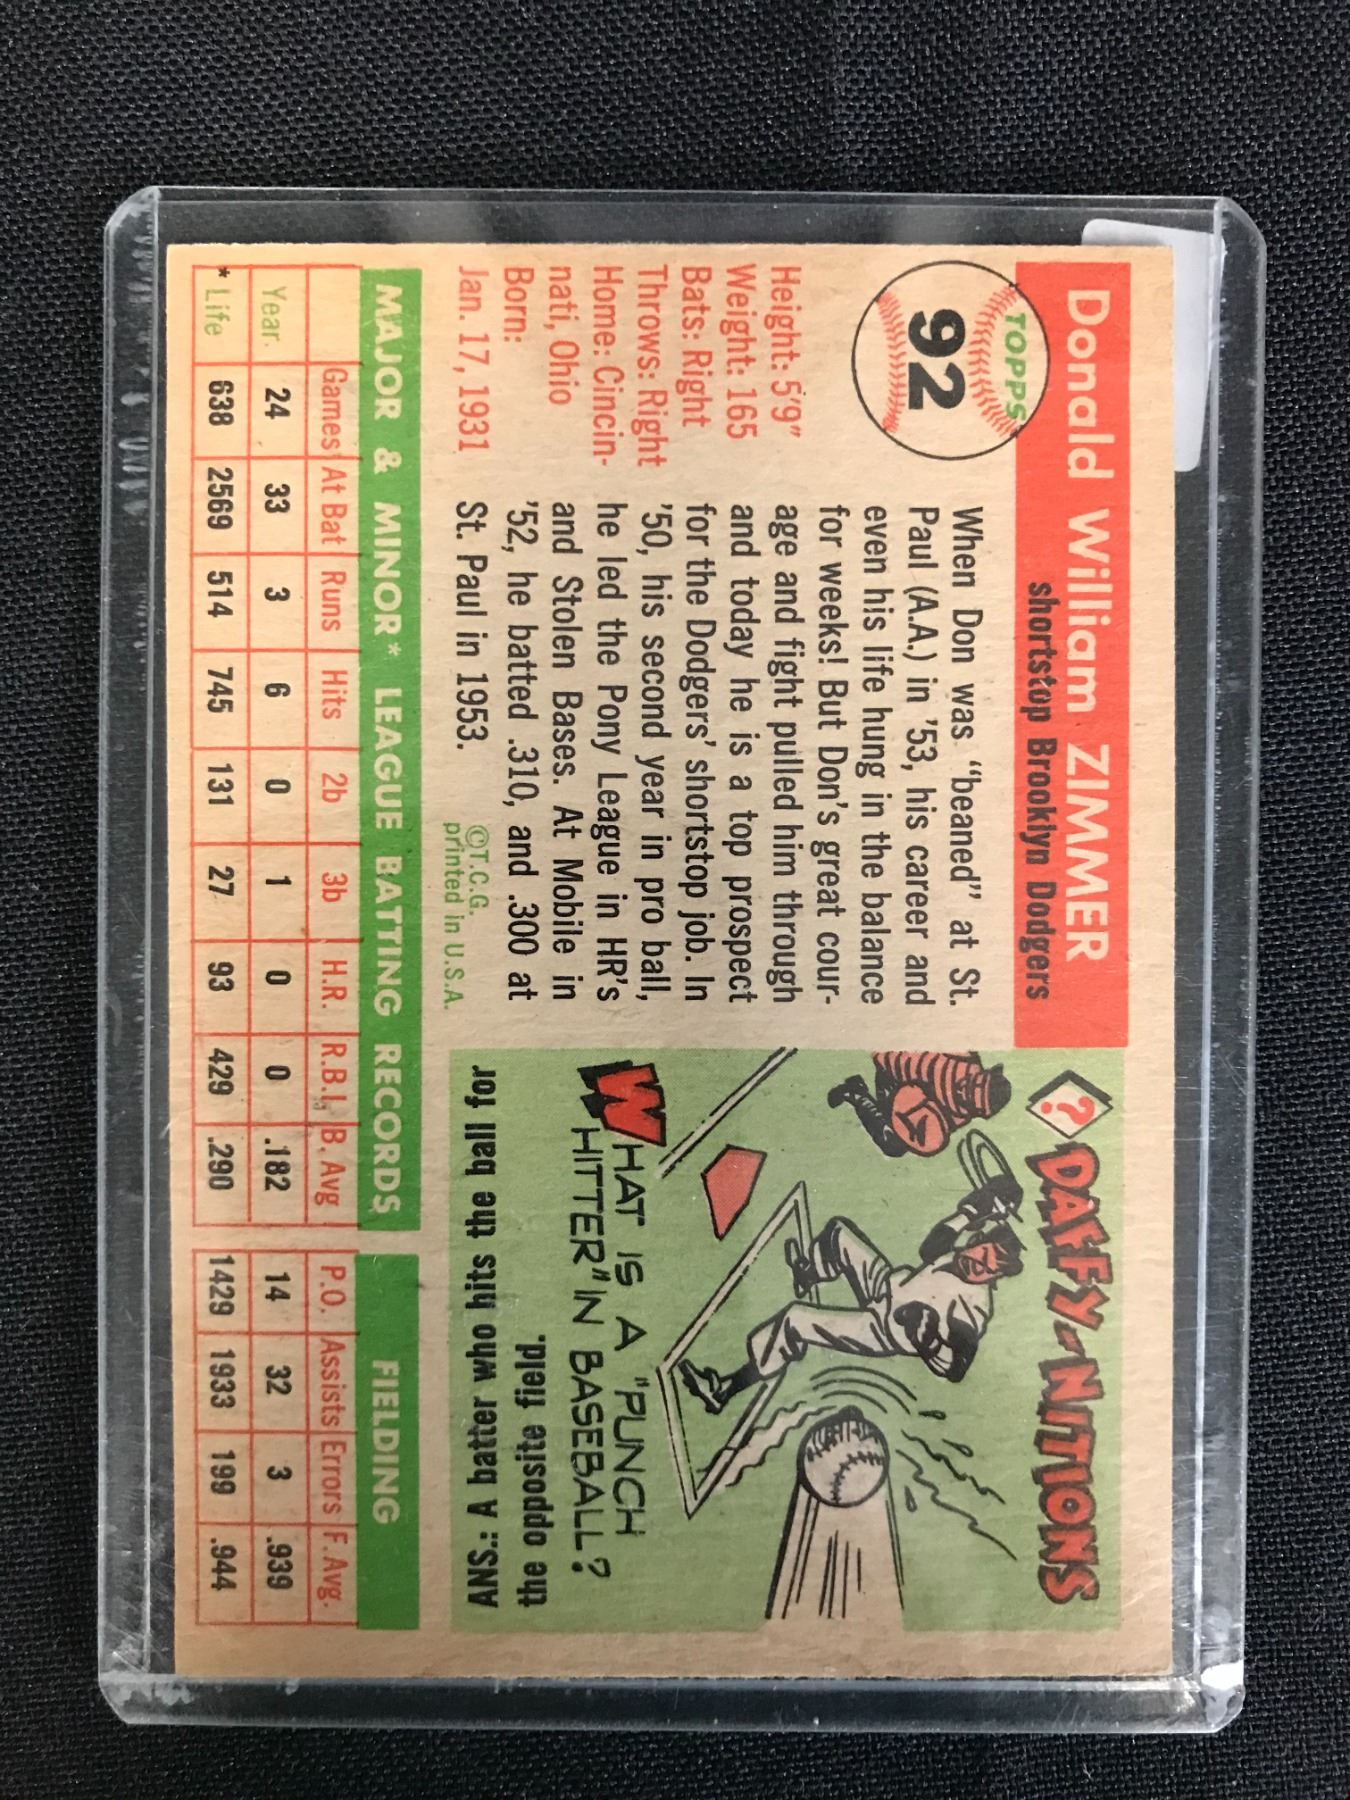 Donald William ZIMMER
shortstop Brooklyn Dodgers
TOPPS
92
Height: 5'9"
Weight: 165
Bats: Right
Throws: Right
Home: Cincin-
nati, Ohio
Born:
Jan. 17, 1931
When Don was "beaned" at St.
Paul (A.A.) in '53, his career and
even his life hung in the balance
for weeks! But Don's great cour-
age and fight pulled him through
and today he is a top prospect
for the Dodgers' shortstop job. In
'50, his second year in pro ball,
he led the Pony League in HR's
and Stolen Bases. At Mobile in
'52, he batted .310, and .300 at
St. Paul in 1953.
©T.C.G.
printed in U.S.A.
? DAFFY-NITIONS
WHAT IS A "PUNCH
HITTER" IN BASEBALL?
ANS.: A batter who hits the ball for
the opposite field.
MAJOR & MINOR* LEAGUE BATTING RECORDS FIELDING
Games At Bat Runs Hits 2b 3b H.R. R.B.I. B. Avg P.O. Assists Errors F. Avg.
Year. 24 33 3 6 0 1 0 0 .182 14 32 3 .939
* Life 638 2569 514 745 131 27 93 429 .290 1429 1933 199 .944